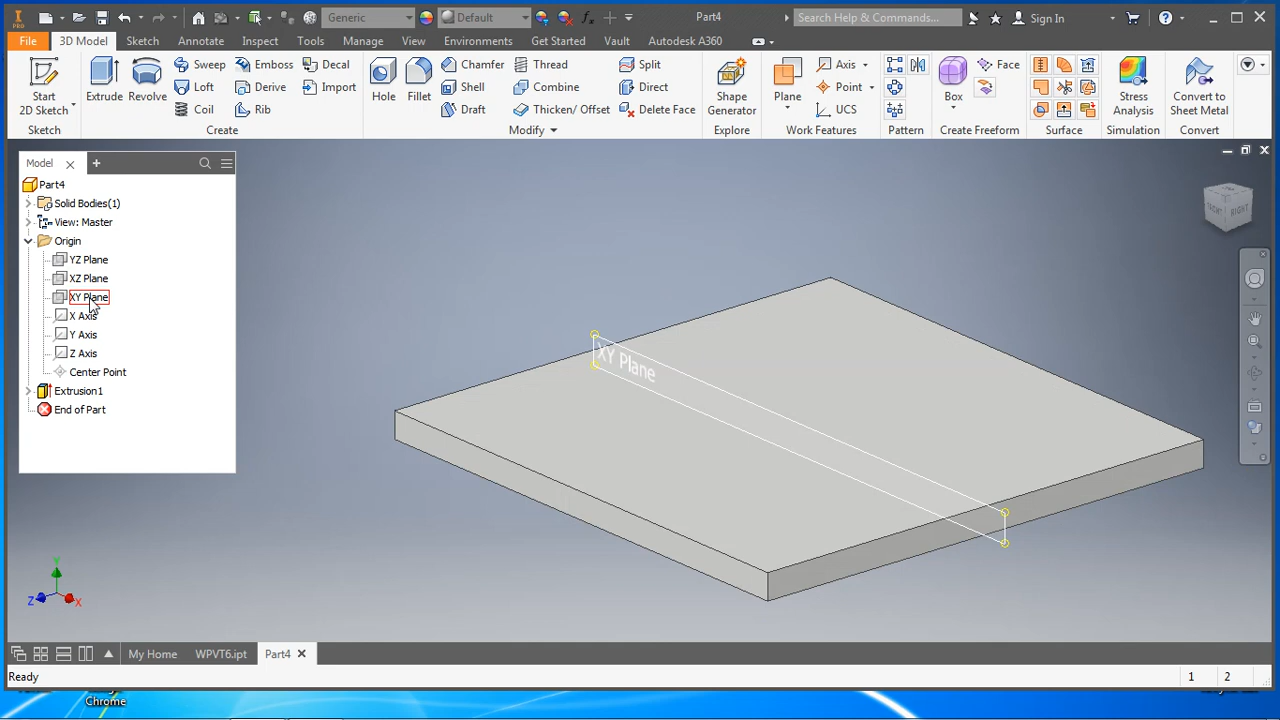 PRO
Generic
Default
Part4
Search Help & Commands...
Sign In
File
3D Model
Sketch
Annotate
Inspect
Tools
Manage
View
Environments
Get Started
Vault
Autodesk A360
Start
2D Sketch
Sketch
Extrude
Revolve
Sweep
Emboss
Decal
Loft
Derive
Import
Coil
Rib
Create
Hole
Fillet
Chamfer
Thread
Split
Shell
Combine
Direct
Draft
Thicken/ Offset
Delete Face
Modify
Shape
Generator
Explore
Plane
Axis
Point
UCS
Work Features
Pattern
Box
Face
Create Freeform
Surface
Stress
Analysis
Simulation
Convert to
Sheet Metal
Convert
Model
Part4
Solid Bodies(1)
View: Master
Origin
YZ Plane
XZ Plane
XY Plane
X Axis
Y Axis
Z Axis
Center Point
Extrusion1
End of Part
XY Plane
FRONT
RIGHT
Y
Z
X
My Home
WPVT6.ipt
Part4
Ready
1
2
Chrome